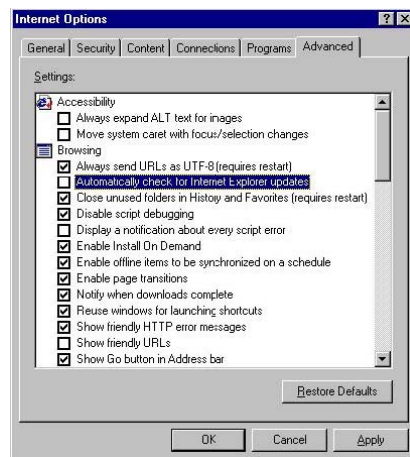 Internet Options
General Security Content Connections Programs Advanced
Settings:
Accessibility
Always expand ALT text for images
Move system caret with focus/selection changes
Browsing
Always send URLs as UTF-8 (requires restart)
Automatically check for Internet Explorer updates
Close unused folders in History and Favorites (requires restart)
Disable script debugging
Display a notification about every script error
Enable Install On Demand
Enable offline items to be synchronized on a schedule
Enable page transitions
Notify when downloads complete
Reuse windows for launching shortcuts
Show friendly HTTP error messages
Show friendly URLs
Show Go button in Address bar
Restore Defaults
OK Cancel Apply